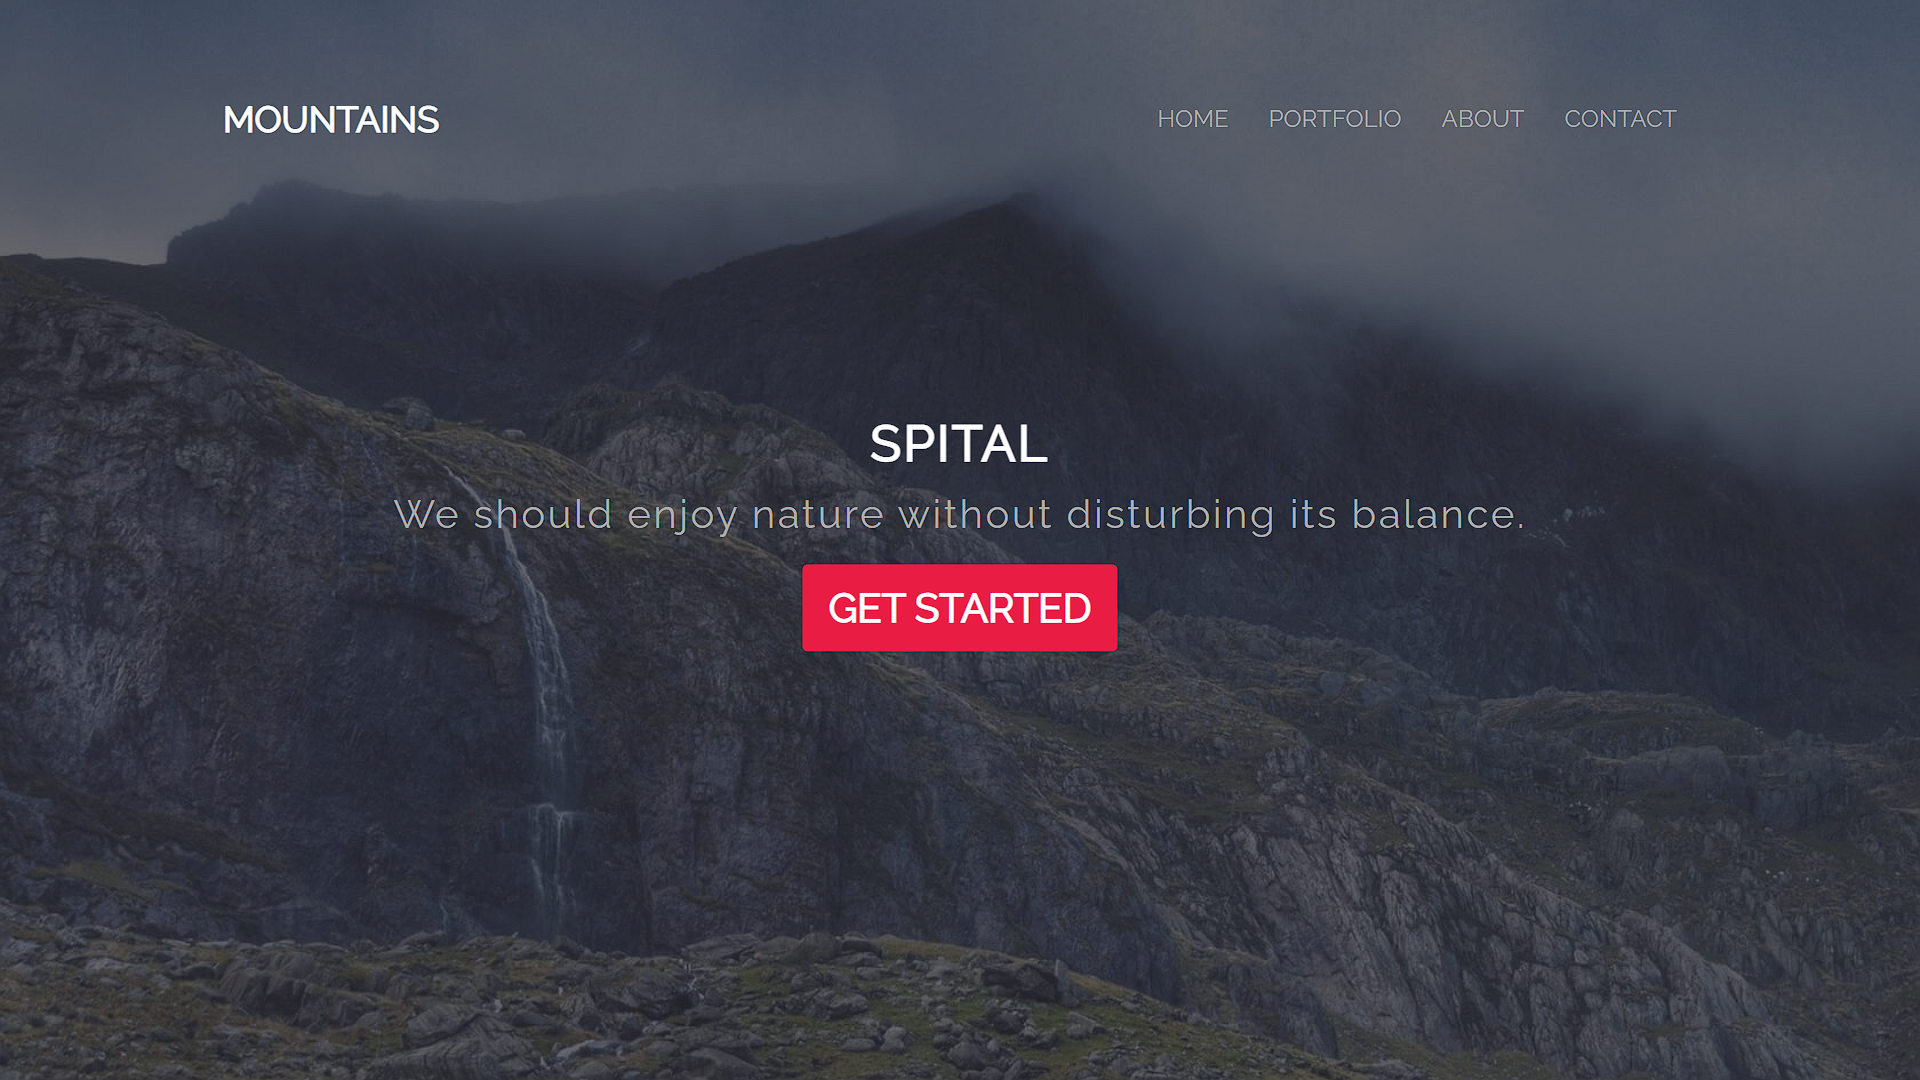 MOUNTAINS
HOME PORTFOLIO ABOUT CONTACT
SPITAL
We should enjoy nature without disturbing its balance.
GET STARTED